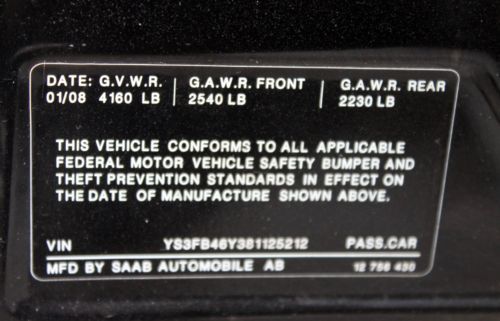 DATE: G.V.W.R. G.A.W.R. FRONT G.A.W.R. REAR
01/08 4160 LB 2540 LB 2230 LB
THIS VEHICLE CONFORMS TO ALL APPLICABLE
FEDERAL MOTOR VEHICLE SAFETY BUMPER AND
THEFT PREVENTION STANDARDS IN EFFECT ON
THE DATE OF MANUFACTURE SHOWN ABOVE.
VIN YS3FB46Y381125212 PASS.CAR
MFD BY SAAB AUTOMOBILE AB 12 756 430